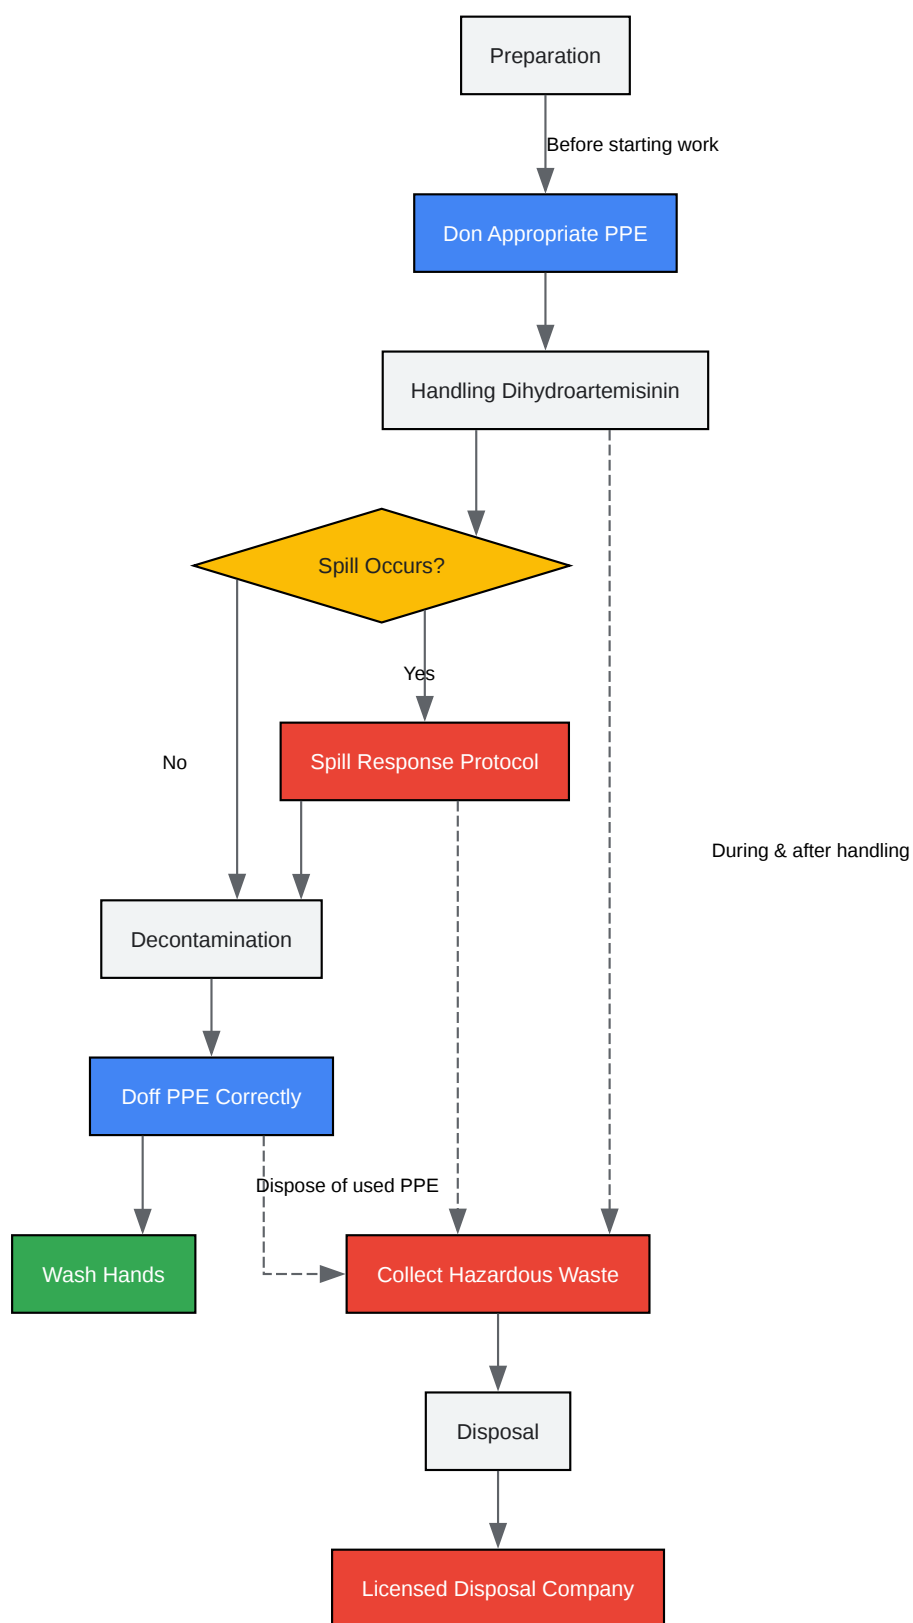 Preparation
Before starting work
Don Appropriate PPE
Handling Dihydroartemisinin
Spill Occurs?
Yes
No
Spill Response Protocol
During & after handling
Decontamination
Doff PPE Correctly
Dispose of used PPE
Wash Hands
Collect Hazardous Waste
Disposal
Licensed Disposal Company